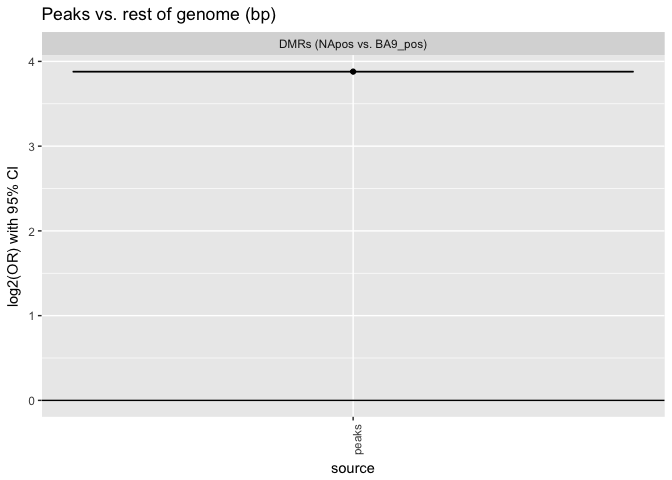 Peaks vs. rest of genome (bp)
DMRs (NApos vs. BA9_pos)
log2(OR) with 95% CI
4
3
2
1
0
peaks
source